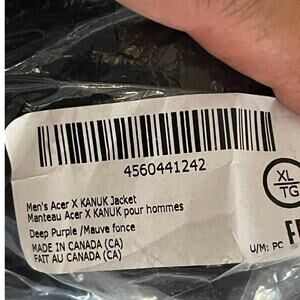 4560441242
XL
TG
Men's Acer X KANUK Jacket
Manteau Acer X KANUK pour hommes
Deep Purple /Mauve fonce
MADE IN CANADA (CA)
FAIT AU CANADA (CA)
U/M: PC